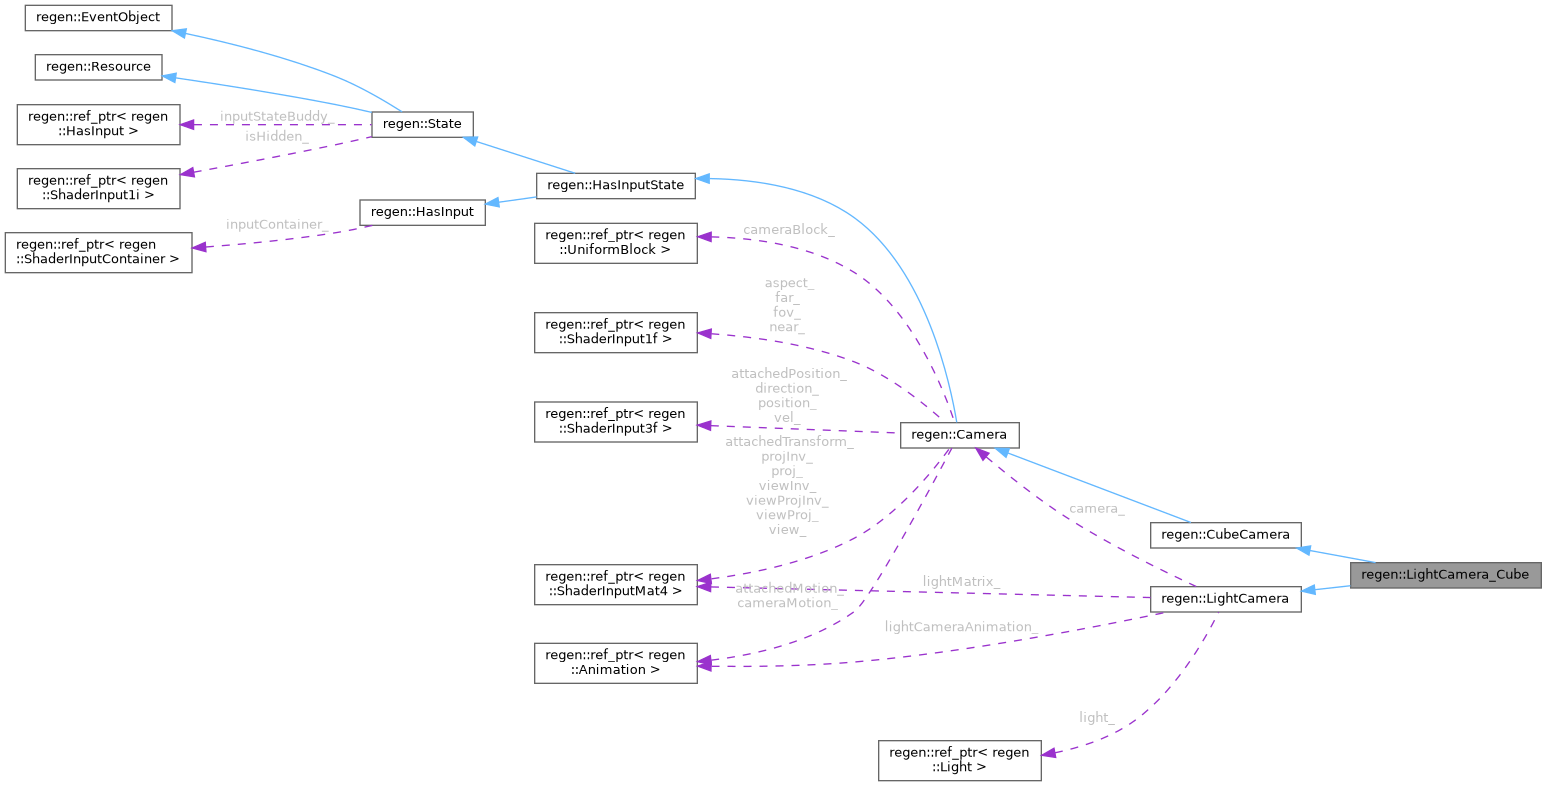 regen::EventObject
regen::Resource
regen::ref_ptr< regen
::HasInput >
inputStateBuddy_
regen::State
isHidden_
regen::ref_ptr< regen
::ShaderInput1i >
regen::HasInputState
regen::HasInput
inputContainer_
regen::ref_ptr< regen
::ShaderInputContainer >
regen::ref_ptr< regen
::UniformBlock >
cameraBlock_
aspect_
far_
fov_
near_
regen::ref_ptr< regen
::ShaderInput1f >
attachedPosition_
direction_
position_
vel_
regen::ref_ptr< regen
::ShaderInput3f >
regen::Camera
attachedTransform_
projInv_
proj_
viewInv_
viewProjInv_
viewProj_
view_
camera_
regen::CubeCamera
regen::LightCamera_Cube
regen::ref_ptr< regen
::ShaderInputMat4 >
lightMatrix_
regen::LightCamera
attachedMotion_
cameraMotion_
lightCameraAnimation_
regen::ref_ptr< regen
::Animation >
light_
regen::ref_ptr< regen
::Light >